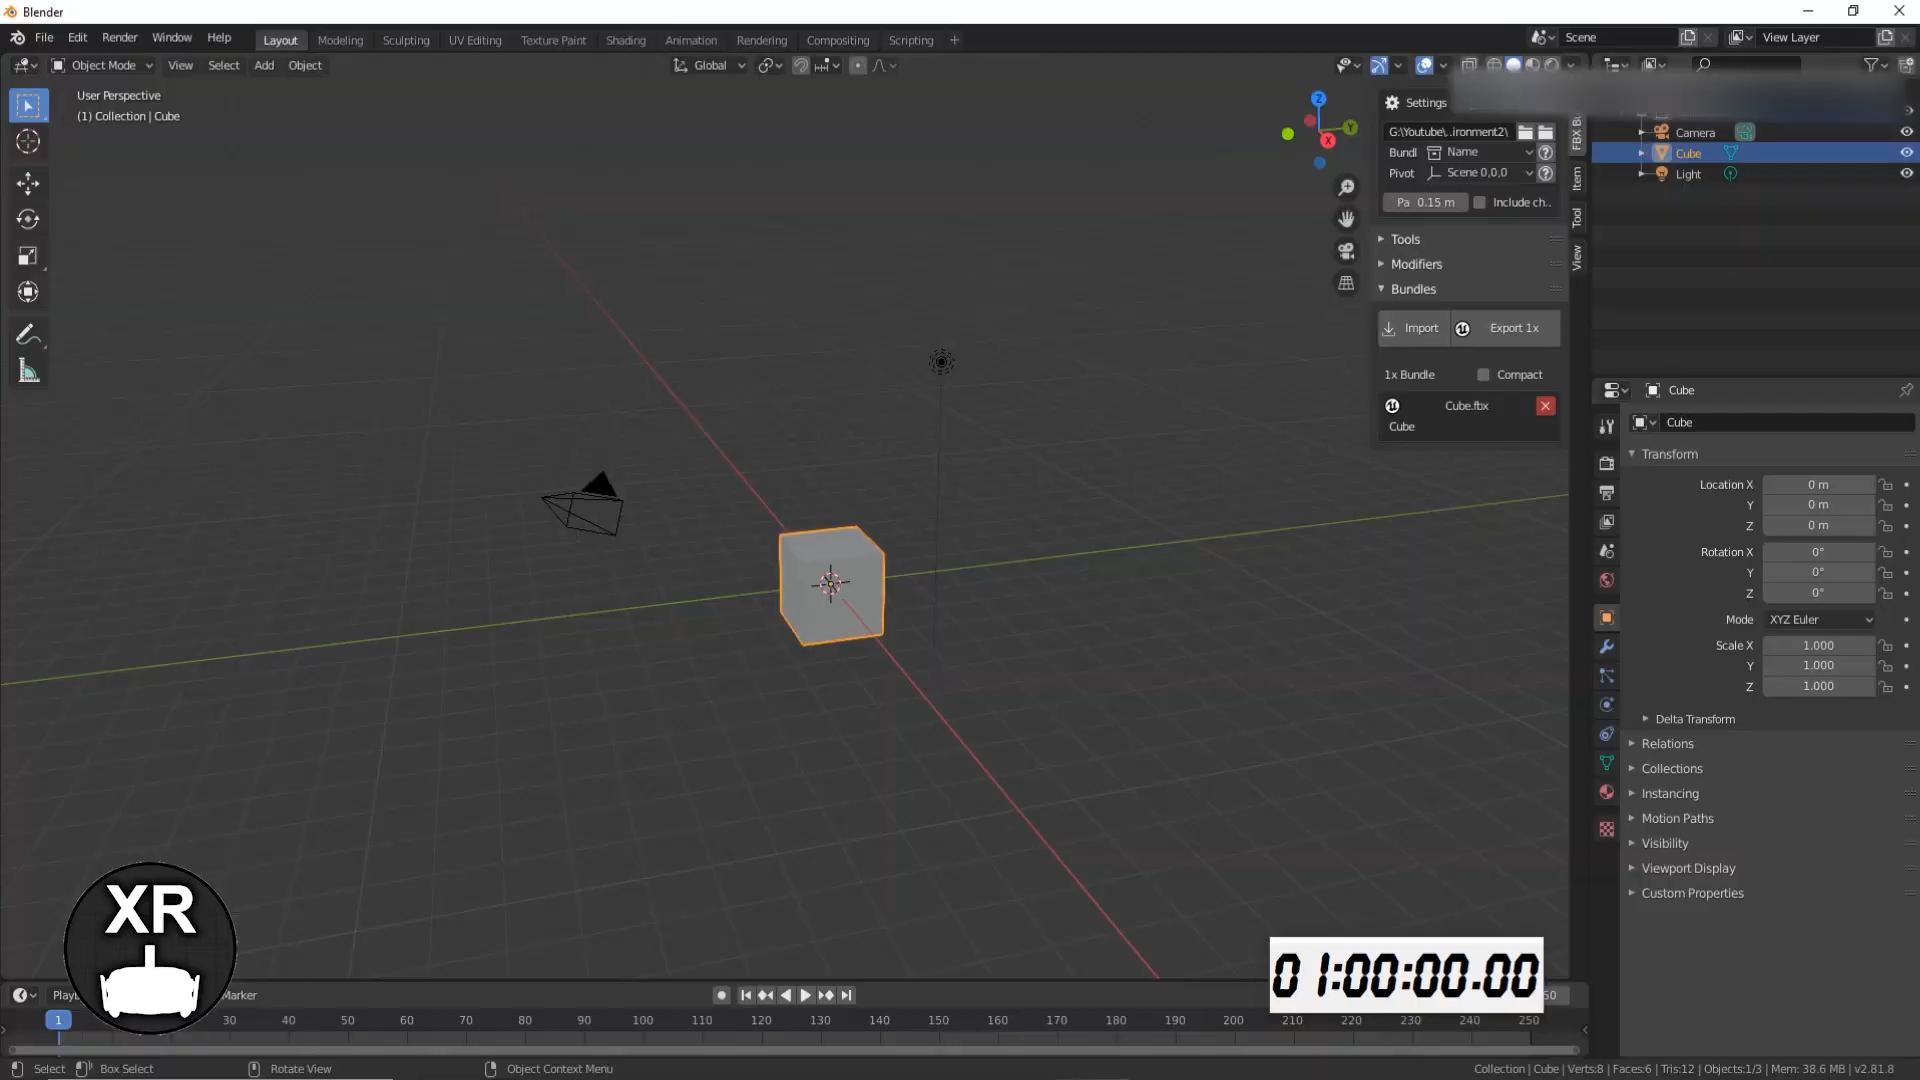 Blender
File Edit Render Window Help Layout Modeling Sculpting UV Editing Texture Paint Shading Animation Rendering Compositing Scripting + Scene View Layer
Object Mode View Select Add Object Global
User Perspective
(1) Collection | Cube
Z
Y
X
Settings
G:\Youtube\..ironment2\
Bundl Name
Pivot Scene 0,0,0
Pa 0.15 m Include ch..
Tools
Modifiers
Bundles
Import Export 1x
1x Bundle Compact
Cube.fbx
Cube
FBX Bu
Item
Tool
View
Camera
Cube
Light
Cube
Cube
Transform
Location X 0 m
Y 0 m
Z 0 m
Rotation X 0°
Y 0°
Z 0°
Mode XYZ Euler
Scale X 1.000
Y 1.000
Z 1.000
Delta Transform
Relations
Collections
Instancing
Motion Paths
Visibility
Viewport Display
Custom Properties
XR
01:00:00.00
Playb Marker 50
1 30 40 50 60 70 80 90 100 110 120 130 140 150 160 170 180 190 200 210 220 230 240 250
Select Box Select Rotate View Object Context Menu Collection | Cube | Verts:8 | Faces:6 | Tris:12 | Objects:1/3 | Mem: 38.6 MB | v2.81.8